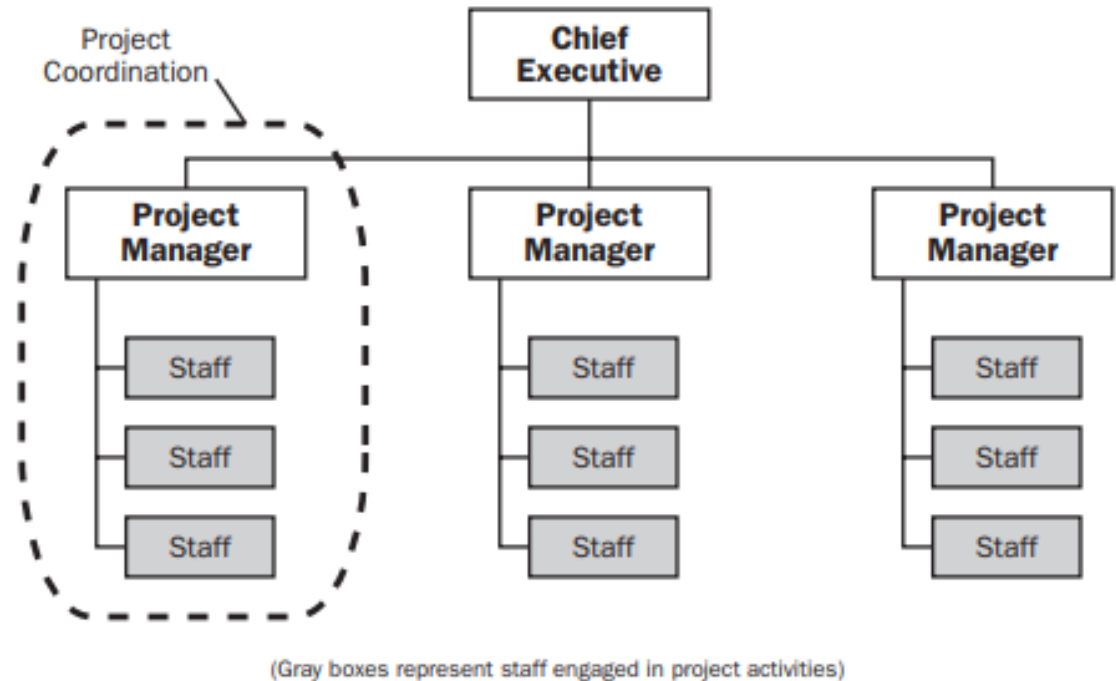 Project
Coordination
Chief
Executive
Project
Manager
Project
Manager
Project
Manager
Staff
Staff
Staff
Staff
Staff
Staff
Staff
Staff
Staff
(Gray boxes represent staff engaged in project activities)